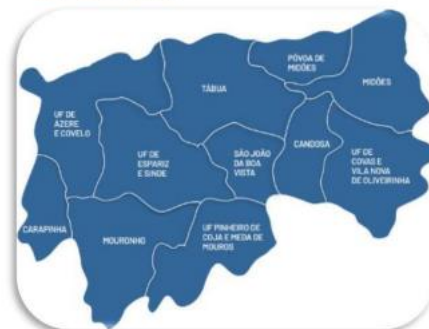 PÓVOA DE
MIDÕES
MIDÕES
TÁBUA
UF DE
AZERE
E COVELO
UF DE
ESPARIZ
E SINDE
SÃO JOÃO
DA BOA
VISTA
CANDOSA
UF DE
COVAS E
VILA NOVA
DE OLIVEIRINHA
CARAPINHA
MOURONHO
UF PINHEIRO DE
COJA E MEDA DE
MOUROS